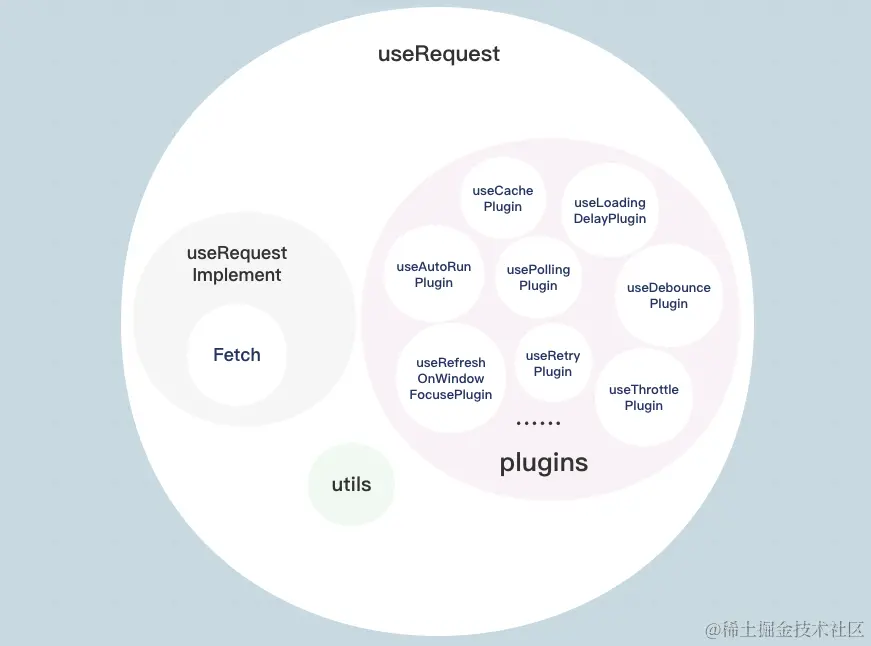 useRequest
useRequest
Implement
Fetch
useCache
Plugin
useLoading
DelayPlugin
useAutoRun
Plugin
usePolling
Plugin
useDebounce
Plugin
useRefresh
OnWindow
FocusePlugin
useRetry
Plugin
useThrottle
Plugin
......
plugins
utils
@稀土掘金技术社区